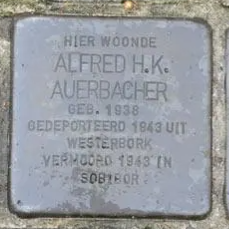 HIER WOONDE
ALFRED H.K.
AUERBACHER
GEB. 1938
GEDEPORTEERD 1943 UIT
WESTERBORK
VERMOORD 1943 IN
SOBIBOR